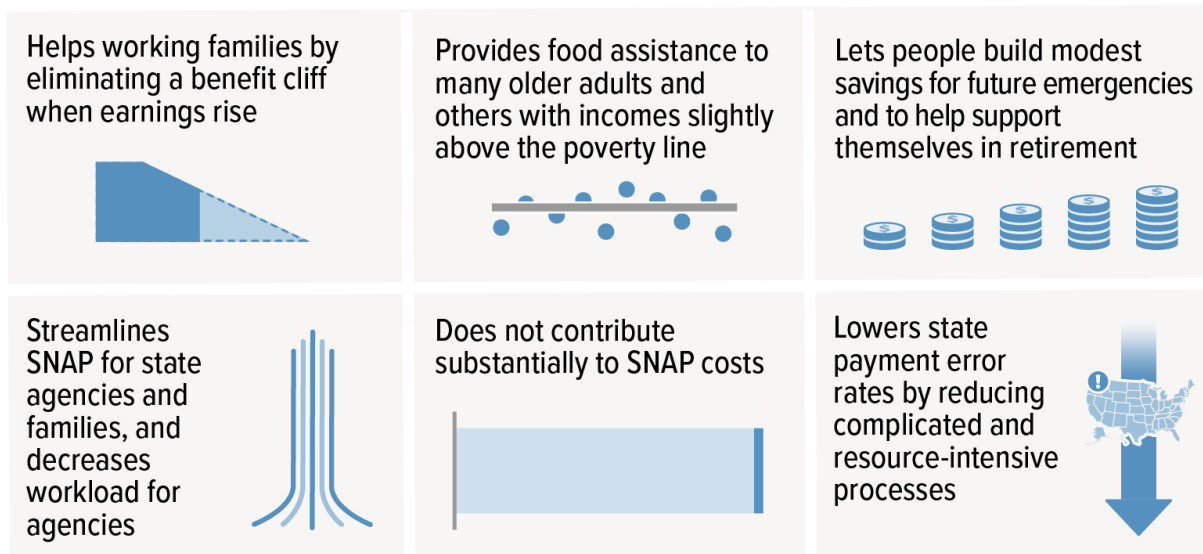 Helps working families by
eliminating a benefit cliff
when earnings rise
Provides food assistance to
many older adults and
others with incomes slightly
above the poverty line
Lets people build modest
savings for future emergencies
and to help support
themselves in retirement
$
$
$
$
$
Streamlines
SNAP for state
agencies and
families, and
decreases
workload for
agencies
Does not contribute
substantially to SNAP costs
Lowers state
payment error
rates by reducing
complicated and
resource-intensive
processes
!